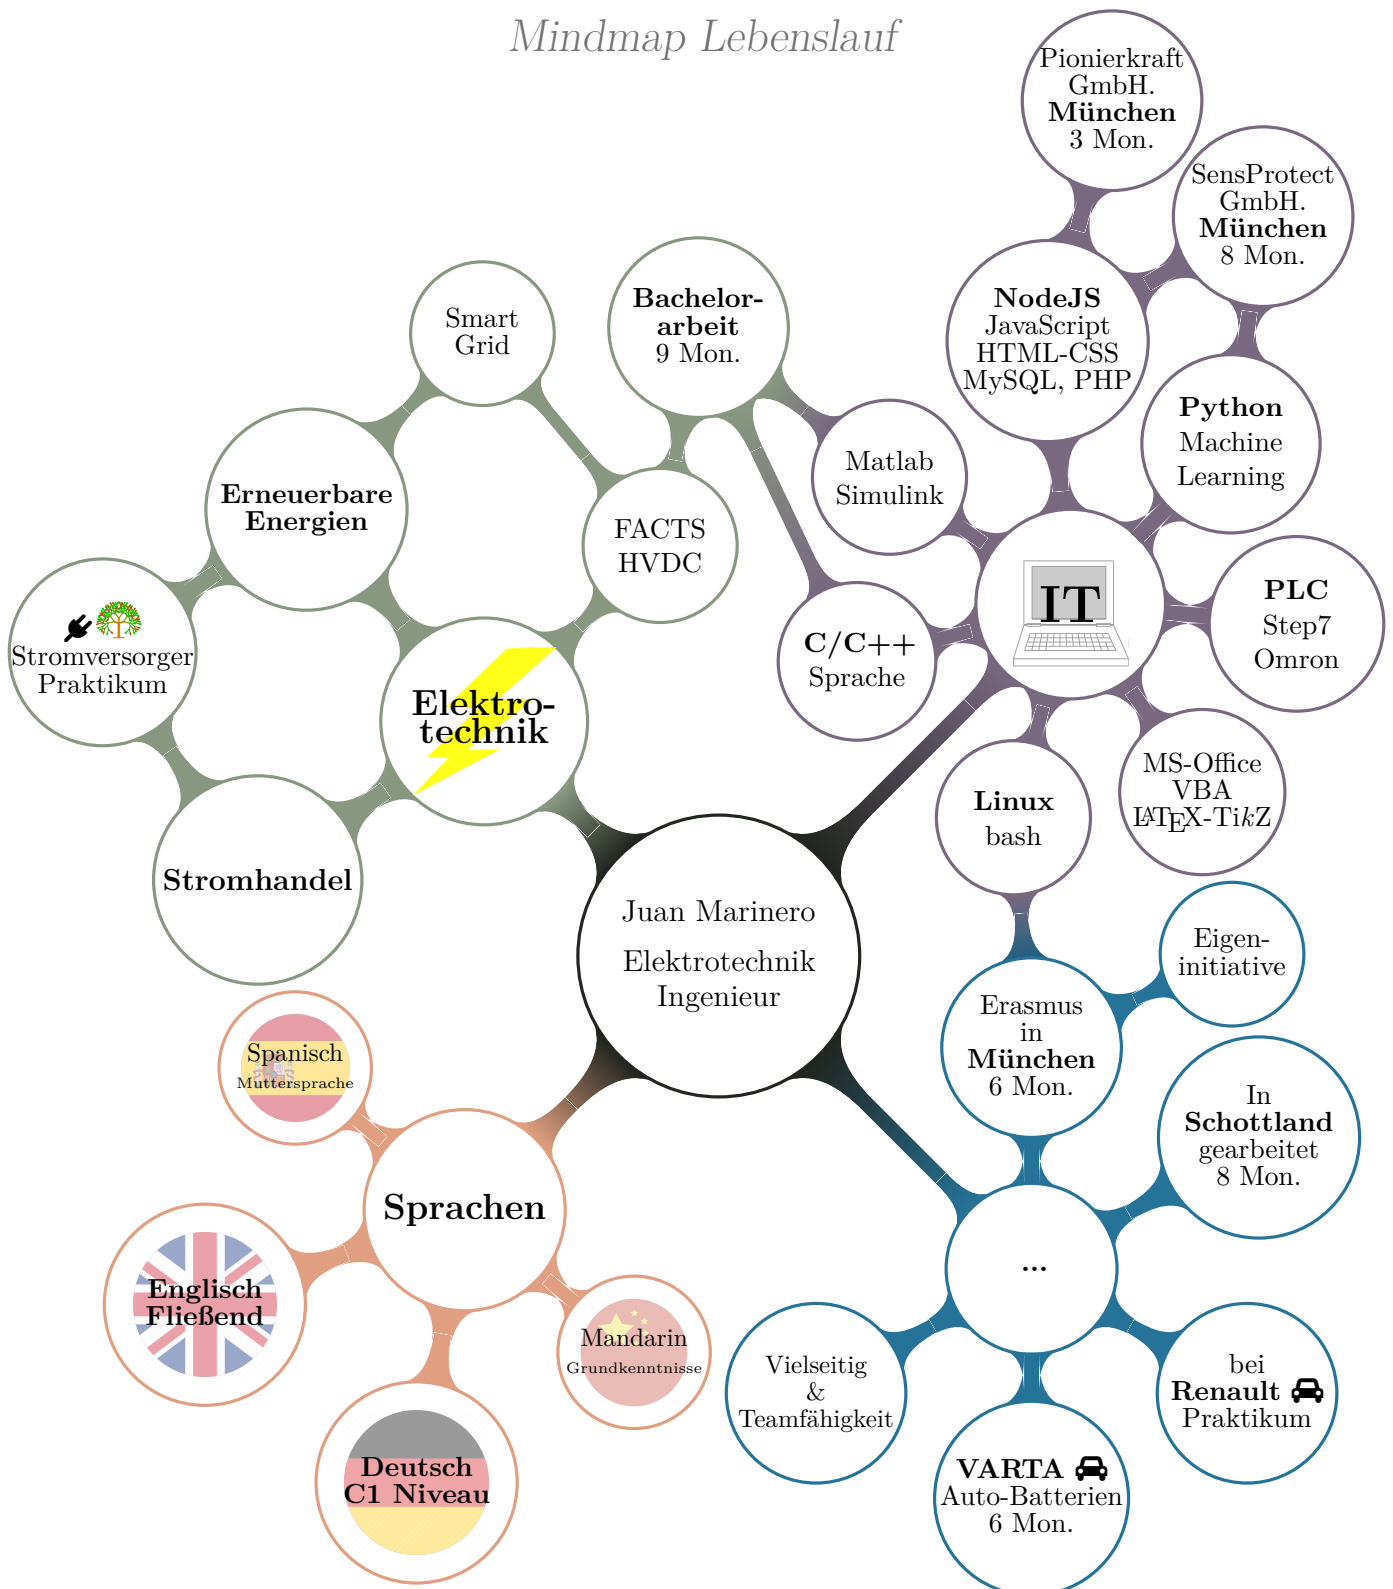 Mindmap Lebenslauf
Pionierkraft
GmbH.
München
3 Mon.
SensProtect
GmbH.
München
8 Mon.
NodeJS
JavaScript
HTML-CSS
MySQL, PHP
Python
Machine
Learning
Bachelor-
arbeit
9 Mon.
Smart
Grid
Matlab
Simulink
Erneuerbare
Energien
FACTS
HVDC
IT
PLC
Step7
Omron
Stromversorger
Praktikum
C/C++
Sprache
Elektro-
technik
MS-Office
VBA
LATEX-TikZ
Linux
bash
Stromhandel
Juan Marinero
Elektrotechnik
Ingenieur
Eigen-
initiative
Erasmus
in
München
6 Mon.
Spanisch
Muttersprache
In
Schottland
gearbeitet
8 Mon.
Sprachen
...
Englisch
Fließend
Mandarin
Grundkenntnisse
Vielseitig
&
Teamfähigkeit
bei
Renault
Praktikum
Deutsch
C1 Niveau
VARTA
Auto-Batterien
6 Mon.